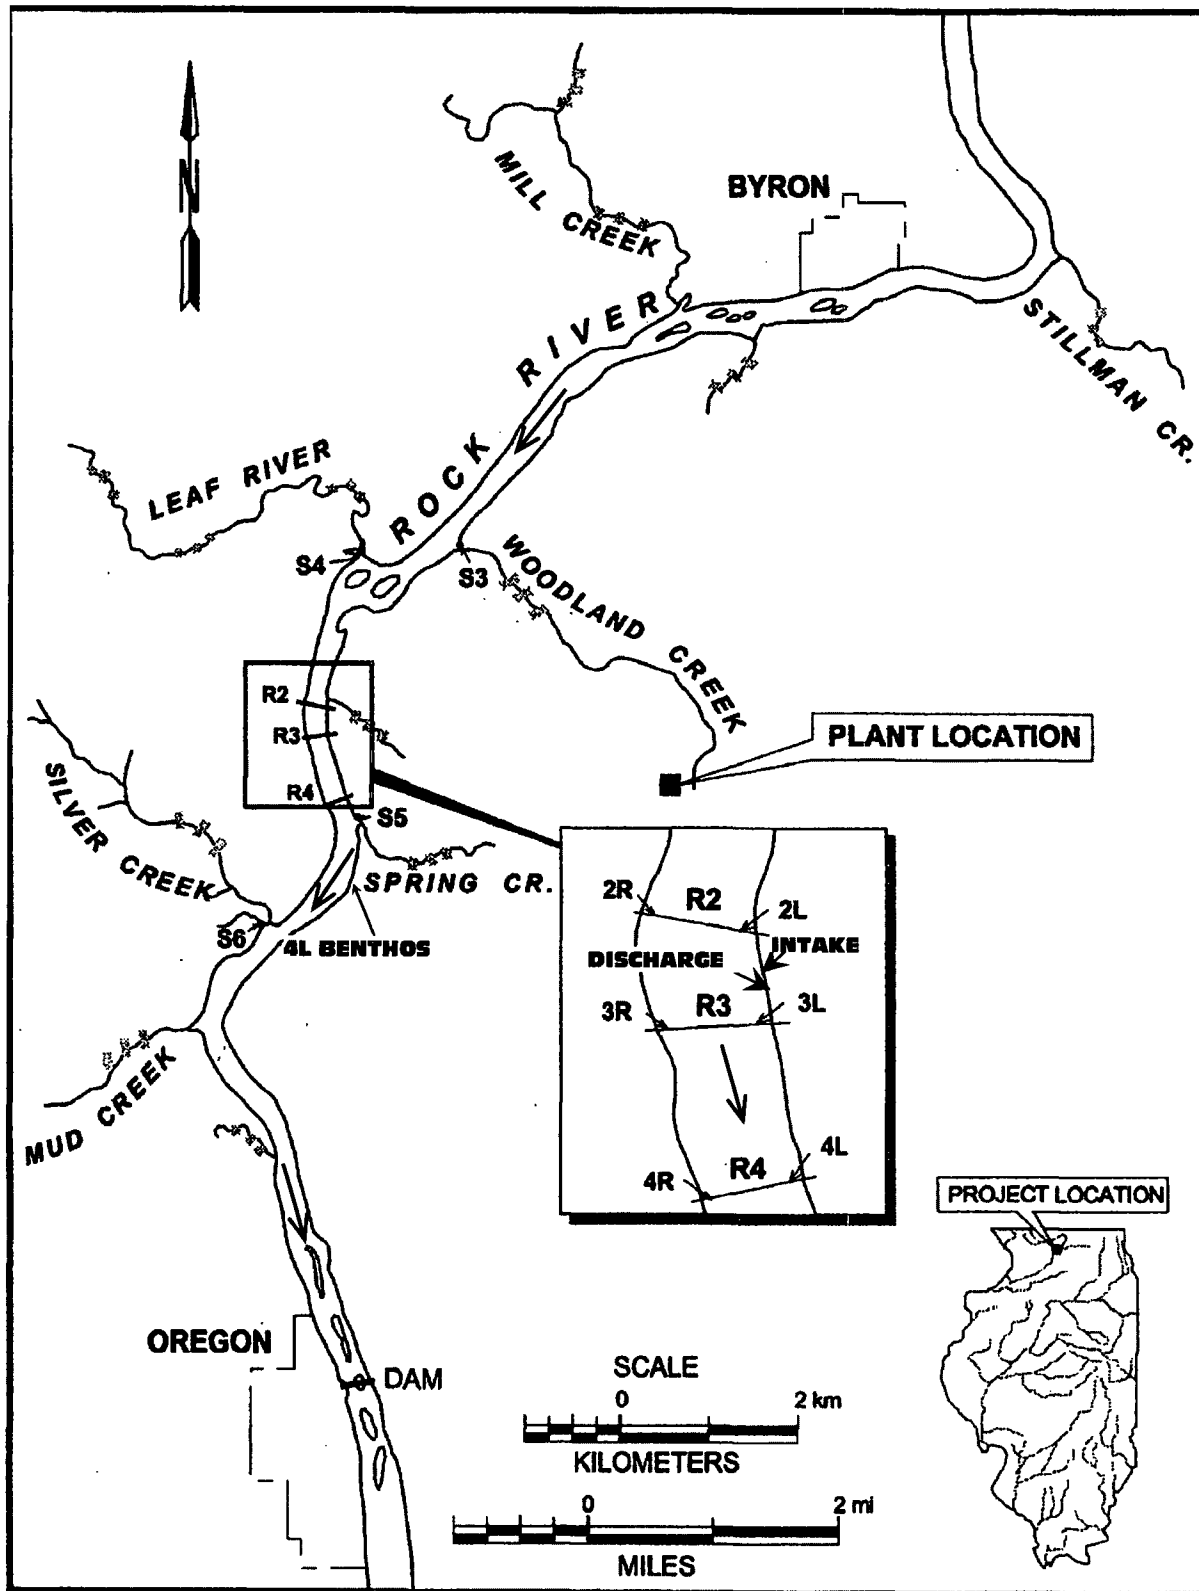 N
MILL CREEK
BYRON
ROCK RIVER
STILLMAN CR.
LEAF RIVER
S4
S3
WOODLAND CREEK
R2
R3
R4
PLANT LOCATION
SILVER CREEK
S5
SPRING CR.
S6
4L BENTHOS
2R
R2
2L
INTAKE
DISCHARGE
3R
R3
3L
4R
R4
4L
MUD CREEK
PROJECT LOCATION
OREGON
DAM
SCALE
0 2 km
KILOMETERS
0 2 mi
MILES